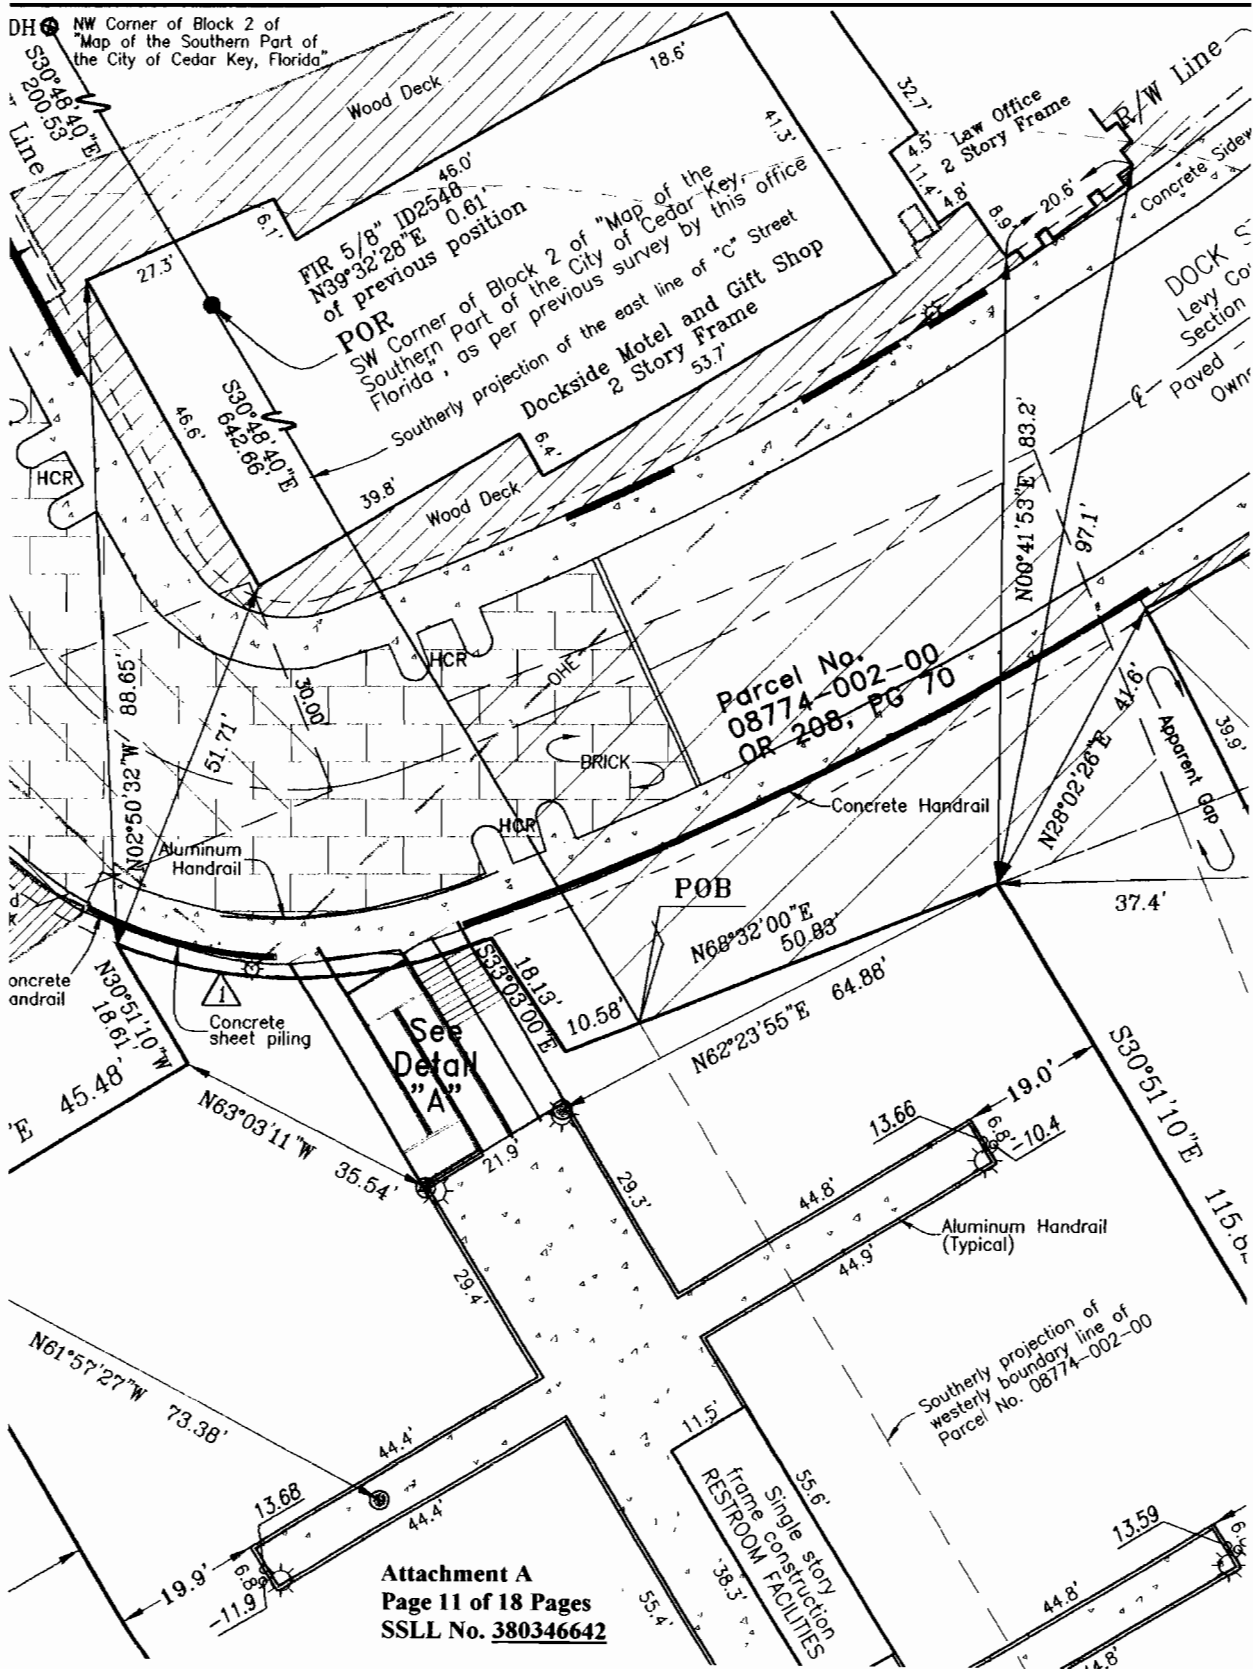 DH
NW Corner of Block 2 of
"Map of the Southern Part of
the City of Cedar Key, Florida"
S30°48'40"E
200.53'
Line
Wood Deck
18.6'
41.3'
32.7'
4.5'
11.4'
4.8'
8.9'
Law Office
2 Story Frame
20.6'
R/W Line
Concrete
46.0'
6.1'
27.3'
FIR 5/8" ID2548
N39°32'28"E 0.61'
of previous position
POR
SW Corner of Block 2 of "Map of the
Southern Part of the City of Cedar Key,
Florida", as per previous survey by this office
Southerly projection of the east line of "C" Street
Dockside Motel and Gift Shop
2 Story Frame
53.7'
6.4'
39.8'
Wood Deck
46.6'
S30°48'40"E
642.66'
HCR
DOCK
Levy
Section
Paved
N00°41'53"E 83.2'
97.1'
N02°50'32"W 88.65'
51.71'
30.00'
HCR
OHE
BRICK
Parcel No.
08774-002-00
OR 208, PG 70
Concrete Handrail
HCR
Aluminum
Handrail
N28°02'26"E 41.6'
Apparent Gap
39.9'
37.4'
POB
N68°32'00"E
50.83'
oncrete
andrail
N30°51'10"W
18.61'
1
Concrete
sheet piling
See
Detail
"A"
S33°03'00"E
18.13'
10.58'
N62°23'55"E 64.88'
'E 45.48'
N63°03'11"W 35.54'
21.9'
13.66
19.0'
6.8'
-10.4
S30°51'10"E
29.3'
44.8'
44.9'
Aluminum Handrail
(Typical)
29.4'
N61°57'27"W 73.38'
Southerly projection of
westerly boundary line of
Parcel No. 08774-002-00
11.5'
44.4'
13.68
44.4'
19.9'
6.8'
-11.9
Single story
frame construction
RESTROOM FACILITIES
55.6'
38.3'
55.4'
13.59
44.8'
Attachment A
Page 11 of 18 Pages
SSLL No. 380346642